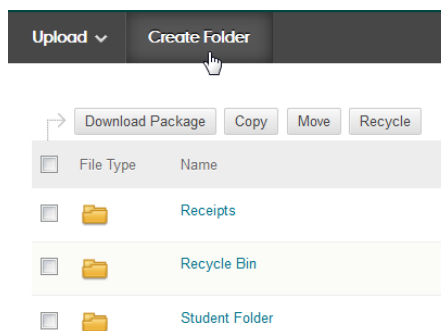 Upload Create Folder
Download Package Copy Move Recycle
File Type Name
Receipts
Recycle Bin
Student Folder